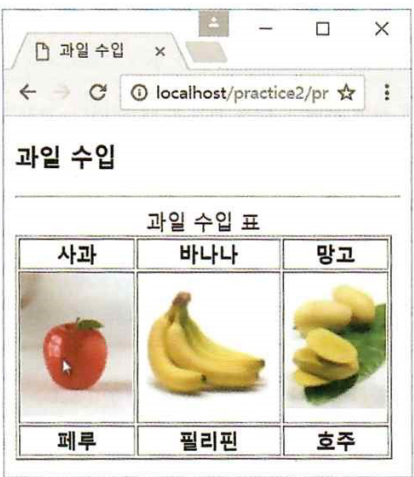 과일 수입
localhost/practice2/pr
과일 수입
과일 수입 표
사과 바나나 망고
페루 필리핀 호주